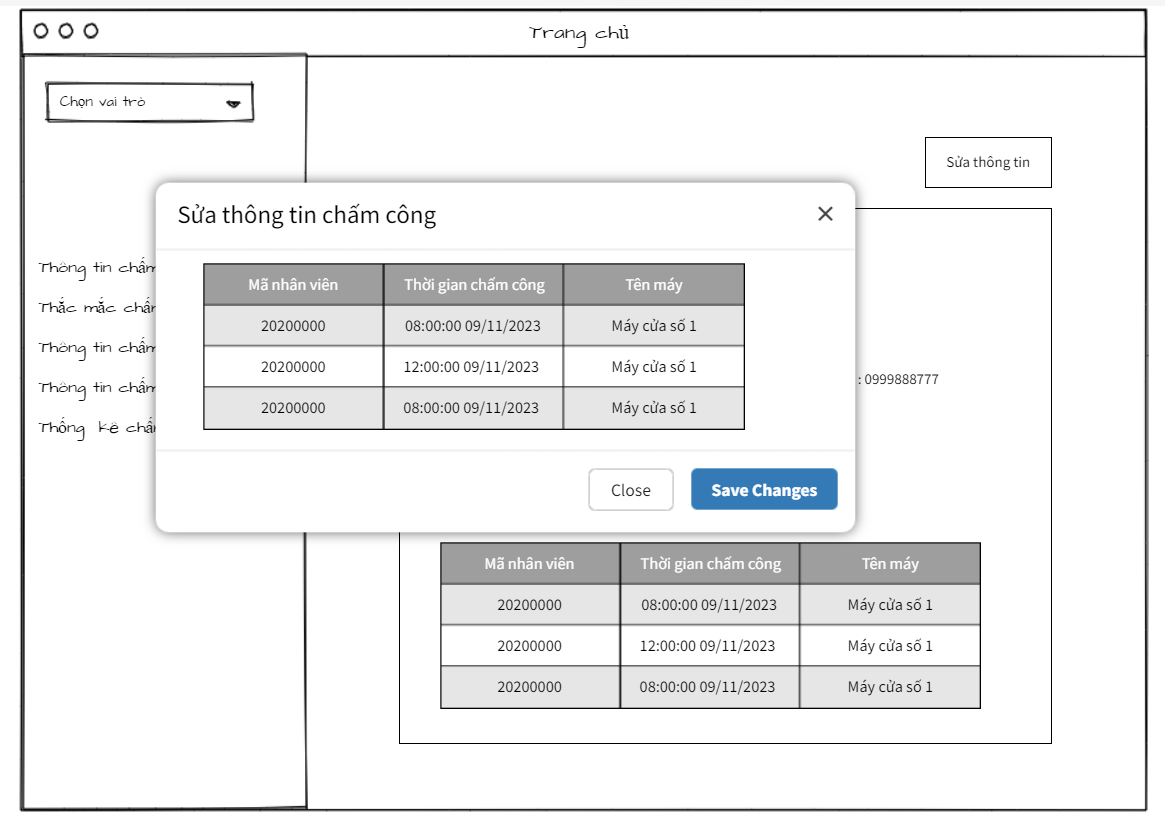 Trang chủ
Chọn vai trò
Sửa thông tin
Sửa thông tin chấm công
Mã nhân viên Thời gian chấm công Tên máy
20200000 08:00:00 09/11/2023 Máy cửa số 1
20200000 12:00:00 09/11/2023 Máy cửa số 1
20200000 08:00:00 09/11/2023 Máy cửa số 1
Close Save Changes
Thông tin chấm
Thắc mắc chấm
Thông tin chấm
Thông tin chấm
Thống kê chấm
: 0999888777
Mã nhân viên Thời gian chấm công Tên máy
20200000 08:00:00 09/11/2023 Máy cửa số 1
20200000 12:00:00 09/11/2023 Máy cửa số 1
20200000 08:00:00 09/11/2023 Máy cửa số 1